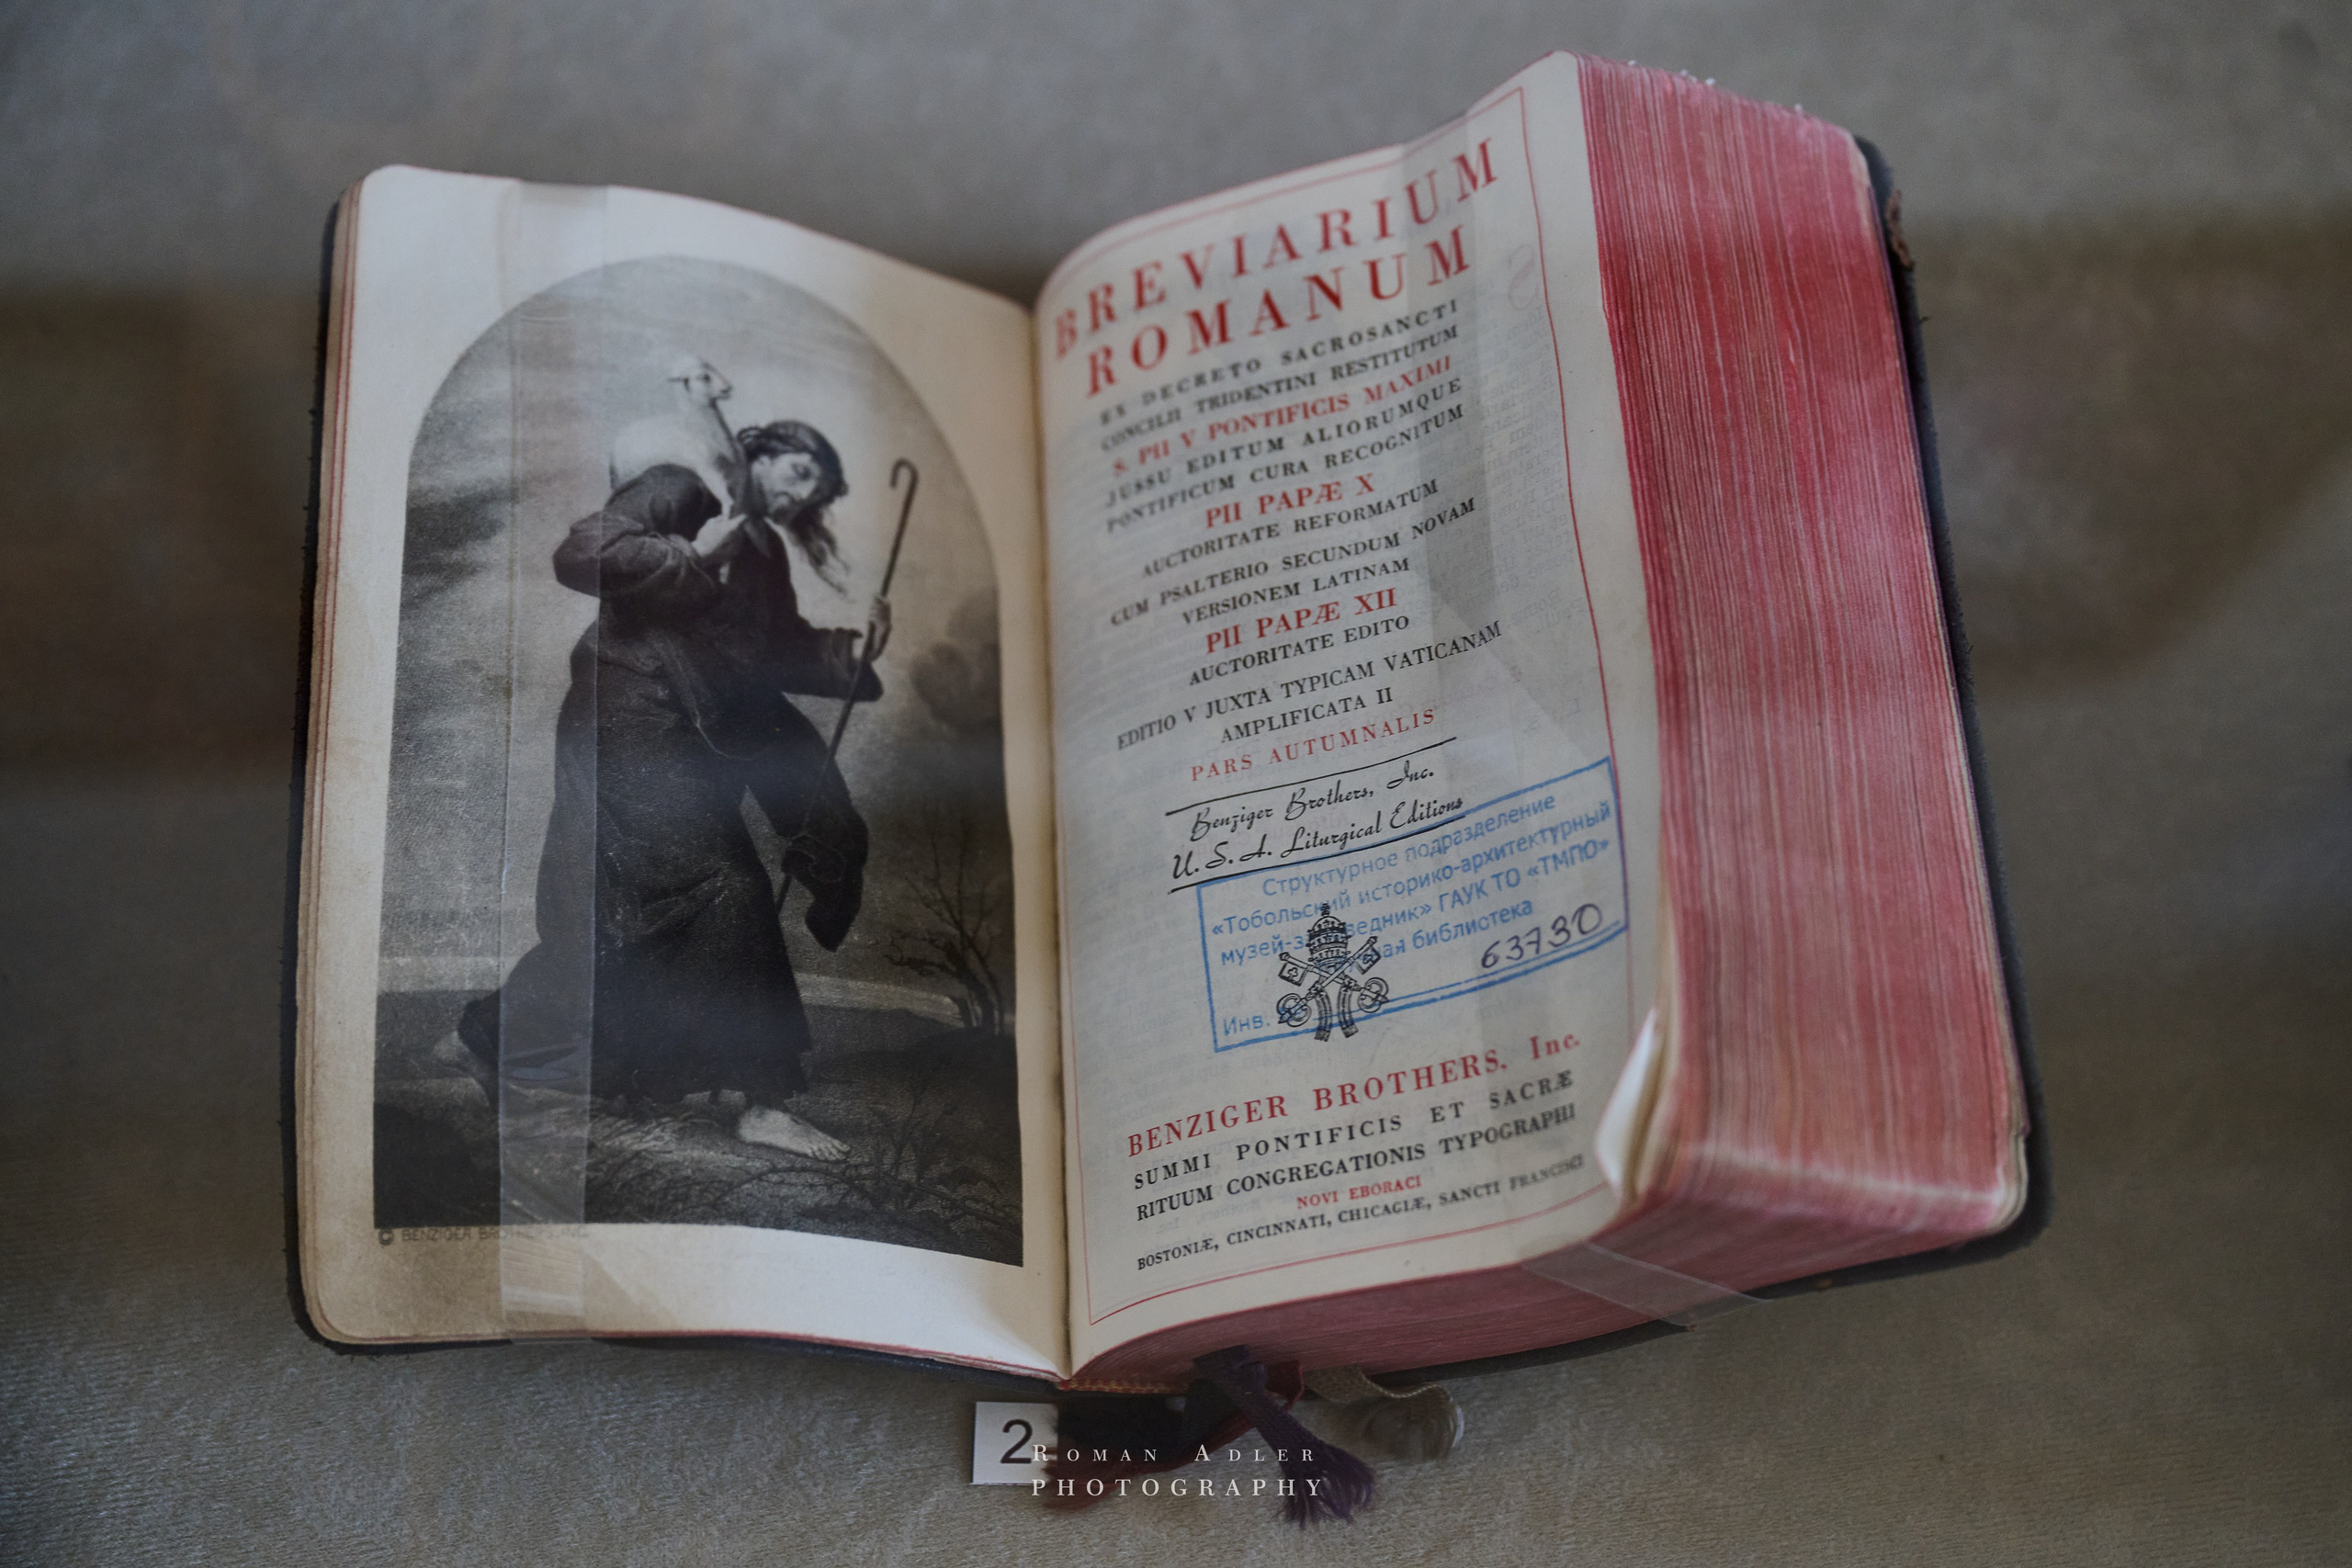 © BENZIGER BROTHERS, INC.
BREVIARIUM
ROMANUM
EX DECRETO SACROSANCTI
CONCILII TRIDENTINI RESTITUTUM
S. PII V PONTIFICIS MAXIMI
JUSSU EDITUM ALIORUMQUE
PONTIFICUM CURA RECOGNITUM
PII PAPÆ X
AUCTORITATE REFORMATUM
CUM PSALTERIO SECUNDUM NOVAM
VERSIONEM LATINAM
PII PAPÆ XII
AUCTORITATE EDITO
EDITIO V JUXTA TYPICAM VATICANAM
AMPLIFICATA II
PARS AUTUMNALIS
Benziger Brothers, Inc.
U. S. A. Liturgical Editions
Структурное подразделение
«Тобольский историко-архитектурный
музей-заповедник» ГАУК ТО «ТМПО»
библиотека
63730
Инв.
BENZIGER BROTHERS, Inc.
SUMMI PONTIFICIS ET SACRÆ
RITUUM CONGREGATIONIS TYPOGRAPHI
NOVI EBORACI
BOSTONIÆ, CINCINNATI, CHICAGIÆ, SANCTI FRANCISCI
2
ROMAN ADLER
PHOTOGRAPHY